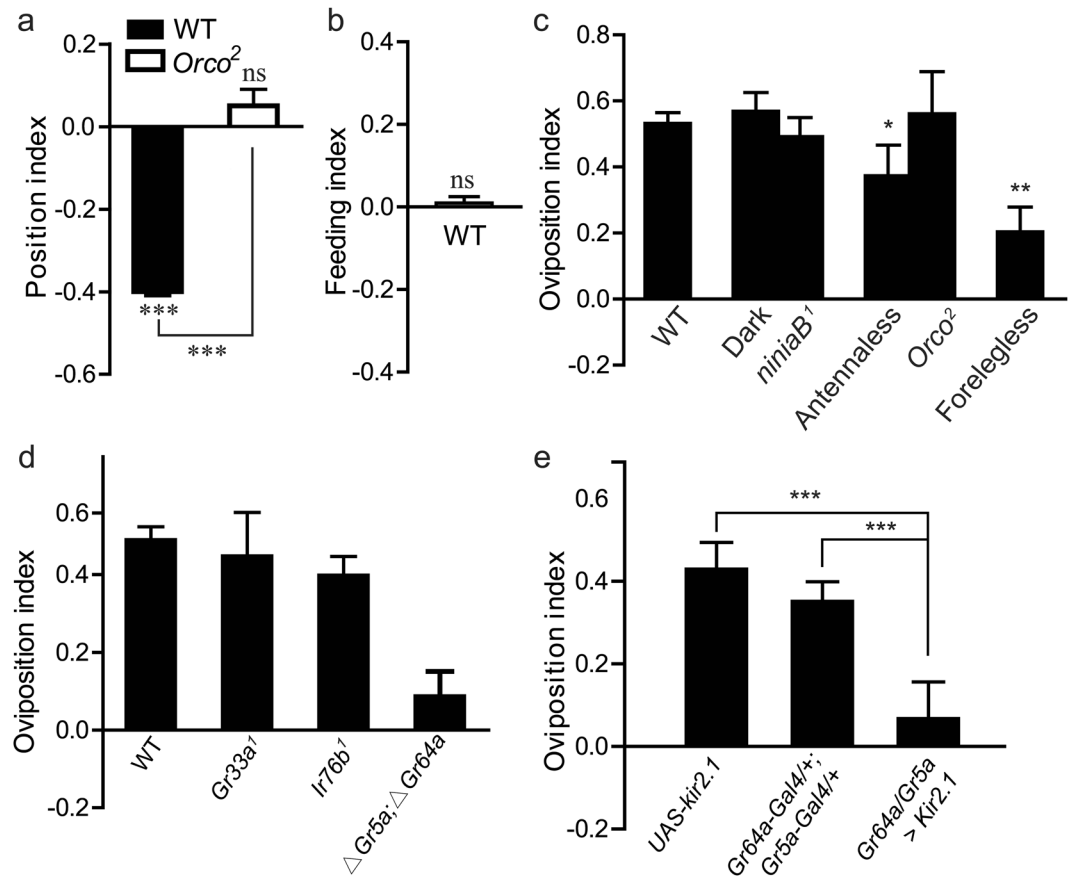 a
WT
Orco²
0.2
0.0
-0.2
-0.4
-0.6
Position index
ns
***
***
b
0.4
0.2
0.0
-0.2
-0.4
Feeding index
ns
WT
c
0.8
0.6
0.4
0.2
0.0
-0.2
Oviposition index
*
**
WT
Dark
niniaB¹
Antennaless
Orco²
Forelegless
d
0.6
0.4
0.2
0.0
-0.2
Oviposition index
WT
Gr33a¹
Ir76b¹
△Gr5a;△Gr64a
e
0.6
0.4
0.2
0.0
-0.2
Oviposition index
***
***
UAS-kir2.1
Gr64a-Gal4/+;
Gr5a-Gal4/+
Gr64a/Gr5a
> Kir2.1